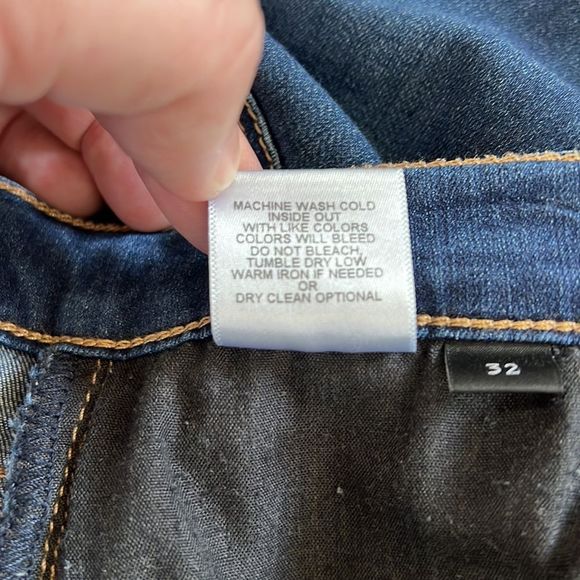 MACHINE WASH COLD
INSIDE OUT
WITH LIKE COLORS
COLORS WILL BLEED
DO NOT BLEACH,
TUMBLE DRY LOW
WARM IRON IF NEEDED
OR
DRY CLEAN OPTIONAL
32